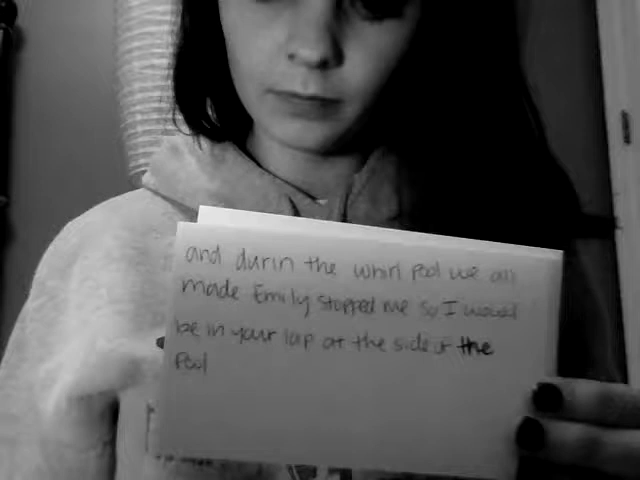 and durin the whirl pool we all
made Emily stopped me so I would
be in your lap at the side of the
Pool